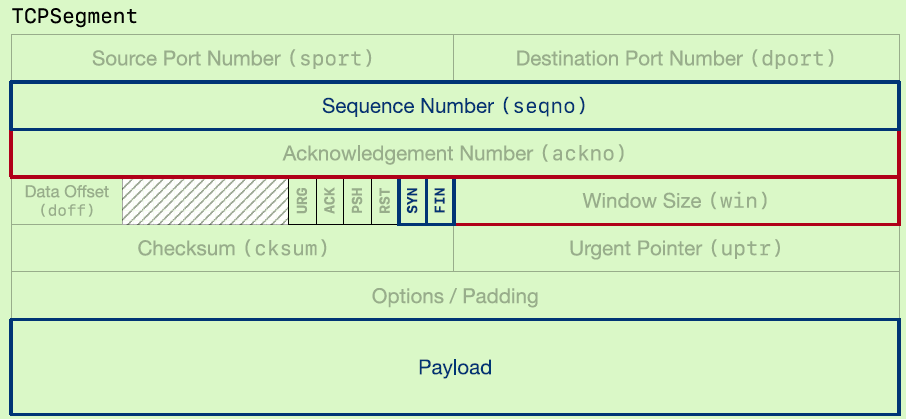 TCPSegment
Source Port Number (sport) Destination Port Number (dport)
Sequence Number (seqno)
Acknowledgement Number (ackno)
Data Offset
(doff)
URG ACK PSH RST SYN FIN
Window Size (win)
Checksum (cksum) Urgent Pointer (uptr)
Options / Padding
Payload